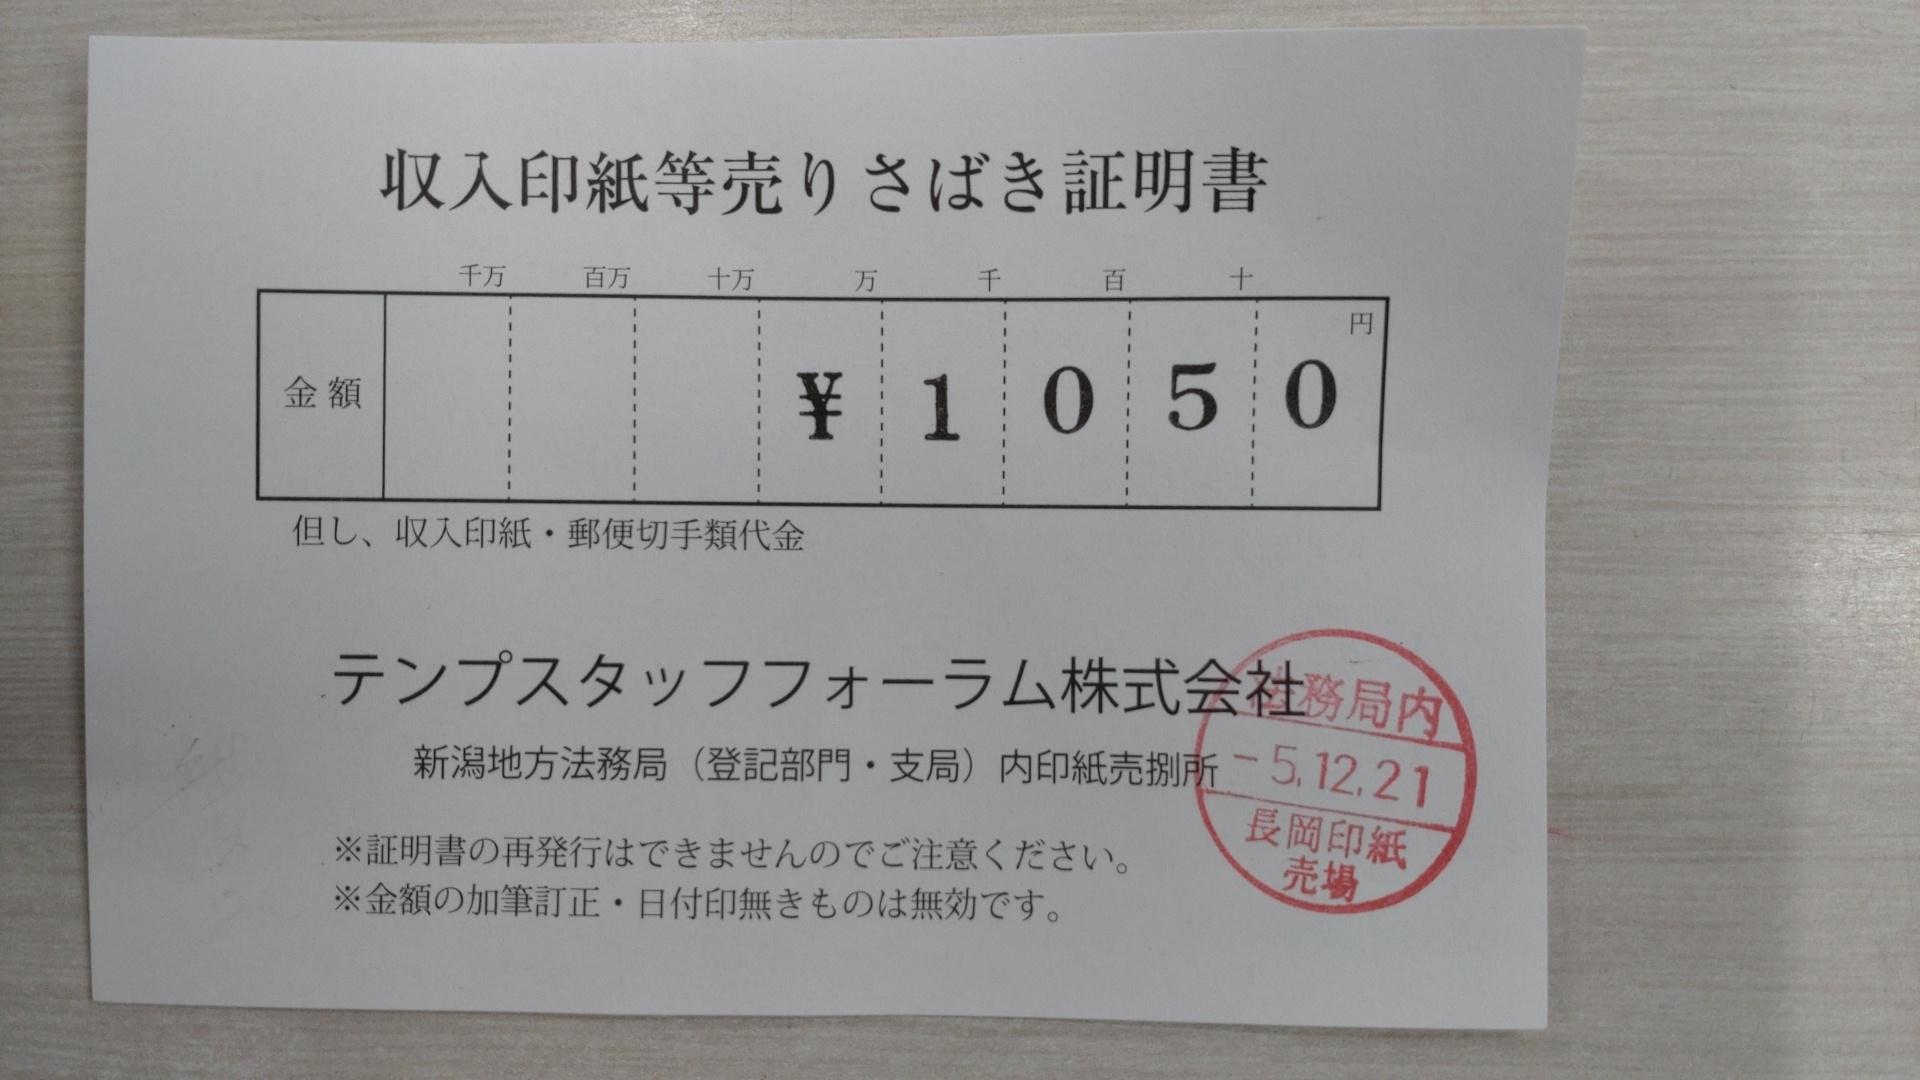 収入印紙等売りさばき証明書
千万 百万 十万 万 千 百 十
円
金額 ¥ 1 0 5 0
但し、収入印紙・郵便切手類代金
テンプスタッフフォーラム株式会社
新潟地方法務局（登記部門・支局）内印紙売捌所
法務局内
-5.12.21
長岡印紙
売場
※証明書の再発行はできませんのでご注意ください。
※金額の加筆訂正・日付印無きものは無効です。